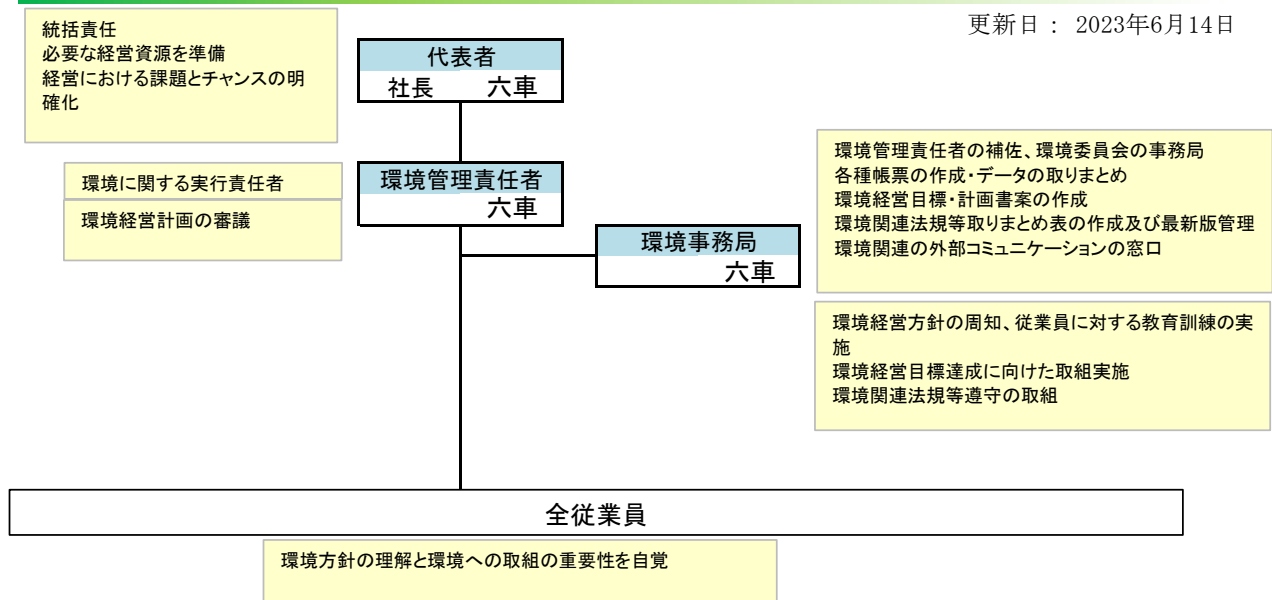 更新日： 2023年6月14日
統括責任
必要な経営資源を準備
経営における課題とチャンスの明
確化
代表者
社長 六車
環境に関する実行責任者
環境経営計画の審議
環境管理責任者
六車
環境管理責任者の補佐、環境委員会の事務局
各種帳票の作成・データの取りまとめ
環境経営目標・計画書案の作成
環境関連法規等取りまとめ表の作成及び最新版管理
環境関連の外部コミュニケーションの窓口
環境事務局
六車
環境経営方針の周知、従業員に対する教育訓練の実
施
環境経営目標達成に向けた取組実施
環境関連法規等遵守の取組
全従業員
環境方針の理解と環境への取組の重要性を自覚